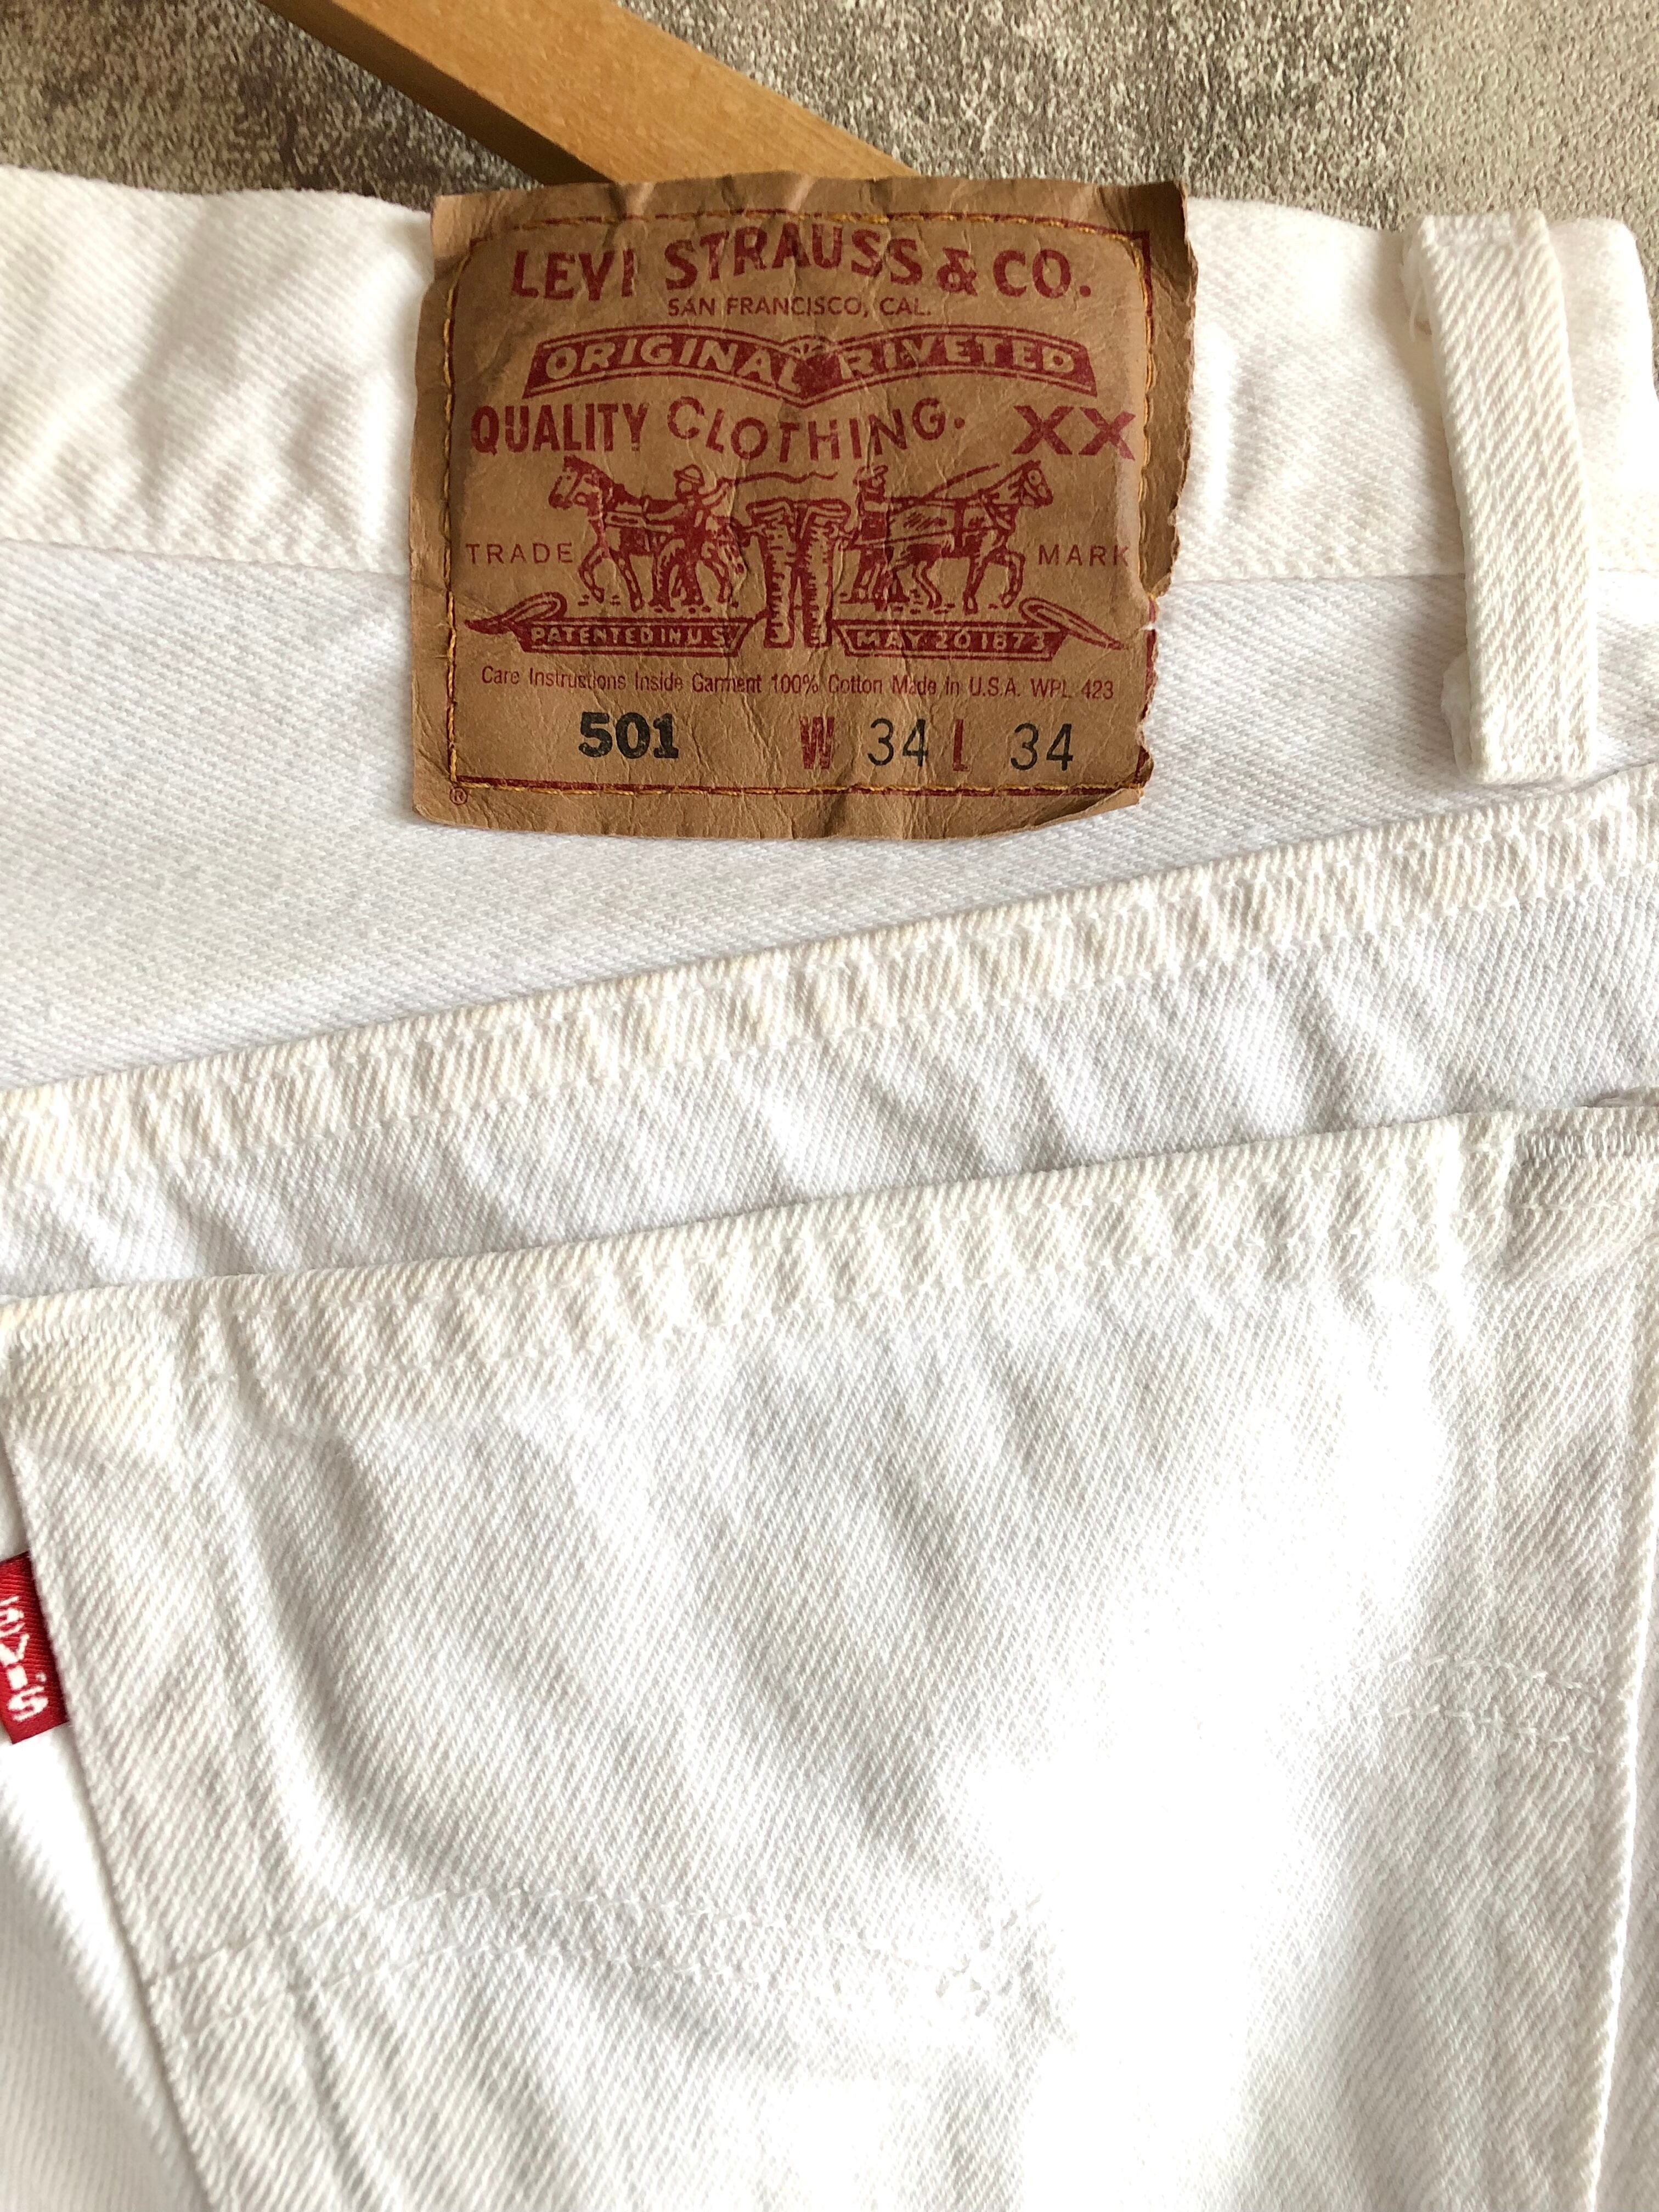 LEVI STRAUSS & CO.
SAN FRANCISCO, CAL.
ORIGINAL RIVETED
QUALITY CLOTHING. XX
TRADE MARK
PATENTED IN U.S. MAY 20 1873
Care Instructions Inside Garment 100% Cotton Made in U.S.A. WPL 423
501 W 34 L 34
®
LEVI'S